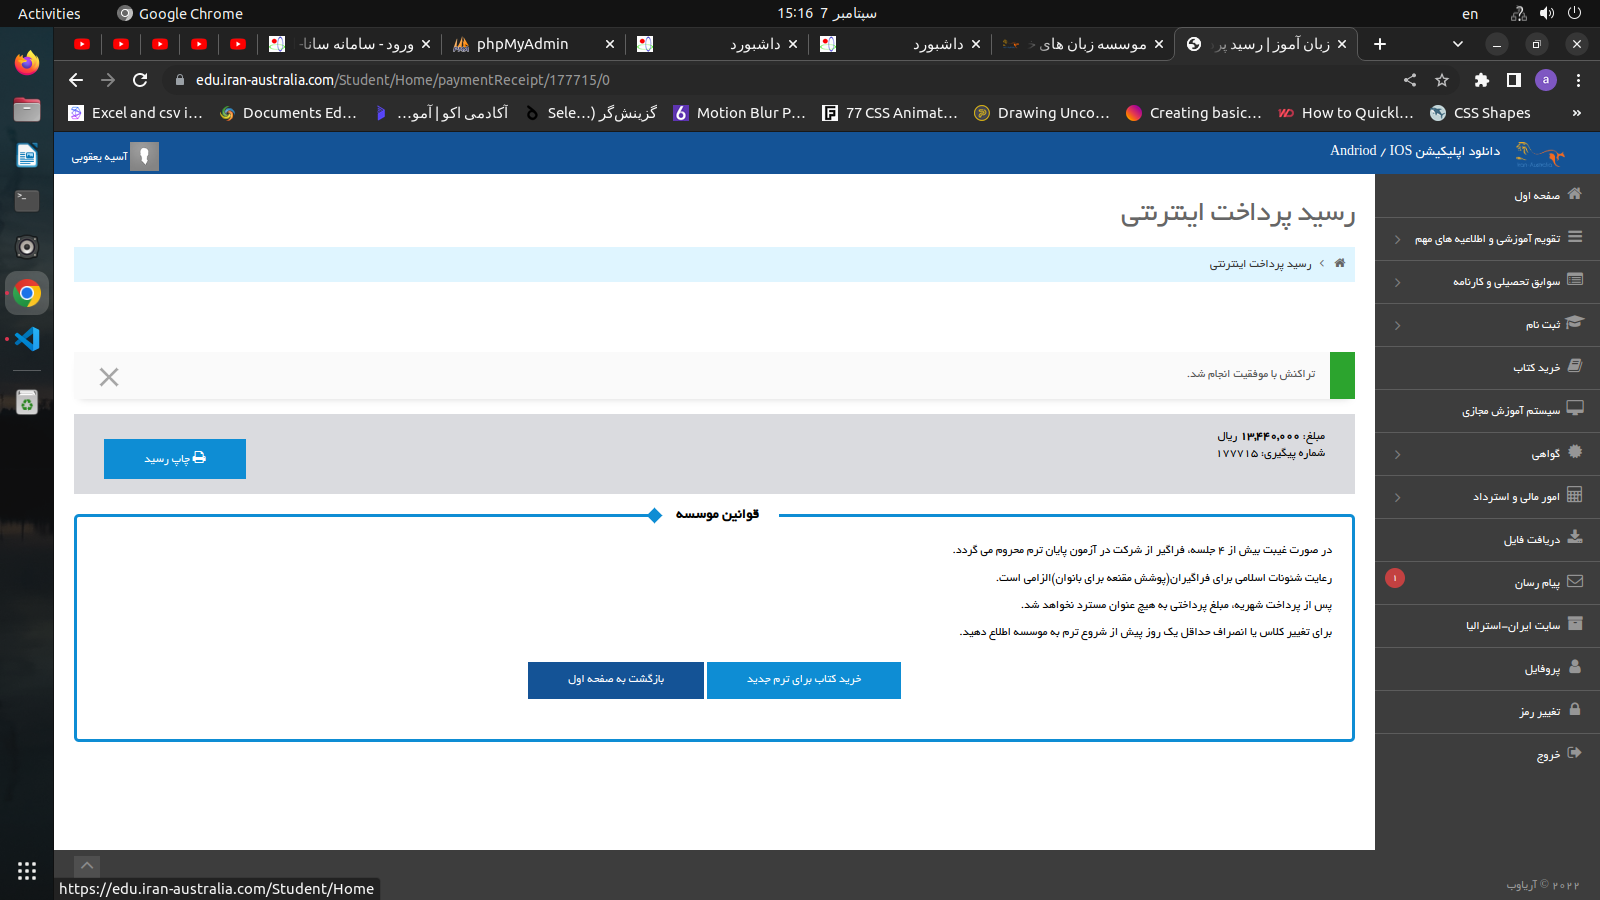 Activities
Google Chrome
سپتامبر 7  15:16
en
ورود - سامانه سانا
phpMyAdmin
داشبورد
داشبورد
موسسه زبان های
زبان آموز | رسید پر
edu.iran-australia.com/Student/Home/paymentReceipt/177715/0
a
Excel and csv i...
Documents Ed...
آکادمی اکو | آمو...
گزینش‌گر (...Sele
Motion Blur P...
77 CSS Animat...
Drawing Unco...
Creating basic...
How to Quickl...
CSS Shapes
»
دانلود اپلیکیشن Andriod / IOS
آسیه یعقوبی
صفحه اول
تقویم آموزشی و اطلاعیه های مهم
سوابق تحصیلی و کارنامه
ثبت نام
خرید کتاب
سیستم آموزش مجازی
گواهی
امور مالی و استرداد
دریافت فایل
پیام رسان
۱
سایت ایران-استرالیا
پروفایل
تغییر رمز
خروج
رسید پرداخت اینترنتی
رسید پرداخت اینترنتی
تراکنش با موفقیت انجام شد.
مبلغ: ۱۳,۴۴۰,۰۰۰ ریال
شماره پیگیری: ۱۷۷۷۱۵
چاپ رسید
قوانین موسسه
در صورت غیبت بیش از ۴ جلسه، فراگیر از شرکت در آزمون پایان ترم محروم می گردد.
رعایت شئونات اسلامی برای فراگیران(پوشش مقنعه برای بانوان)الزامی است.
پس از پرداخت شهریه، مبلغ پرداختی به هیچ عنوان مسترد نخواهد شد.
برای تغییر کلاس یا انصراف حداقل یک روز پیش از شروع ترم به موسسه اطلاع دهید.
خرید کتاب برای ترم جدید
بازگشت به صفحه اول
۲۰۲۲ © آریاوب
https://edu.iran-australia.com/Student/Home